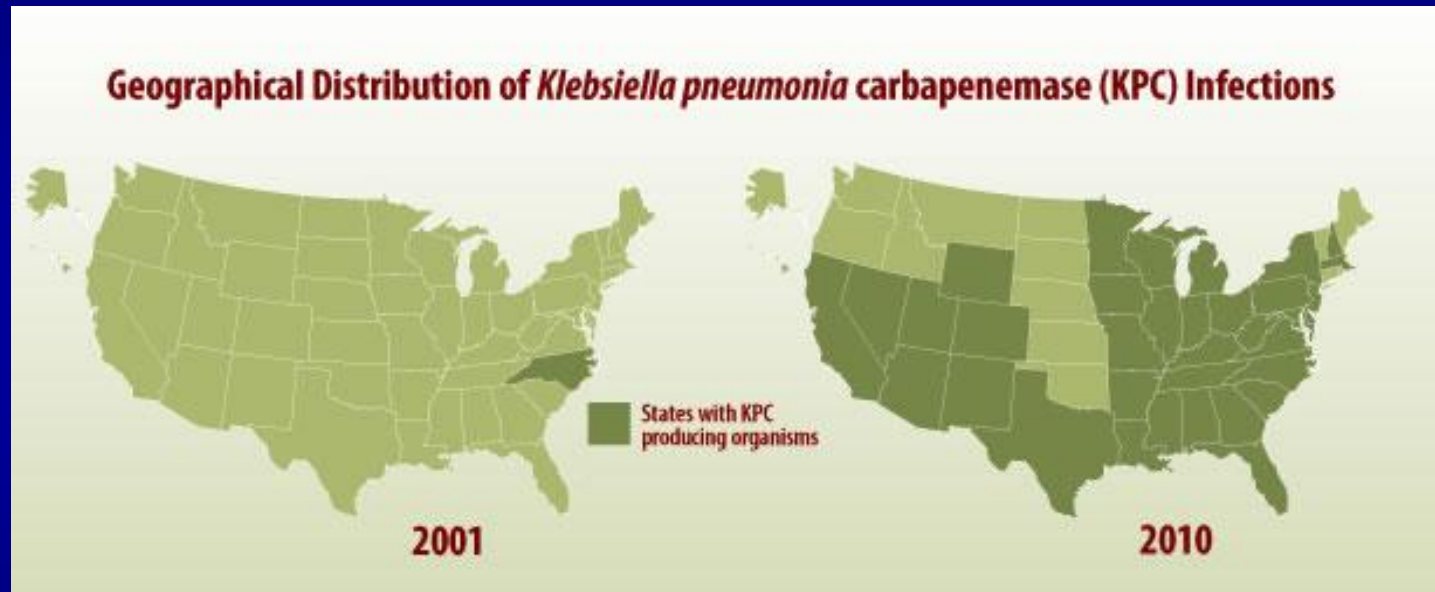 Geographical Distribution of Klebsiella pneumonia carbapenemase (KPC) Infections
States with KPC
producing organisms
2001
2010